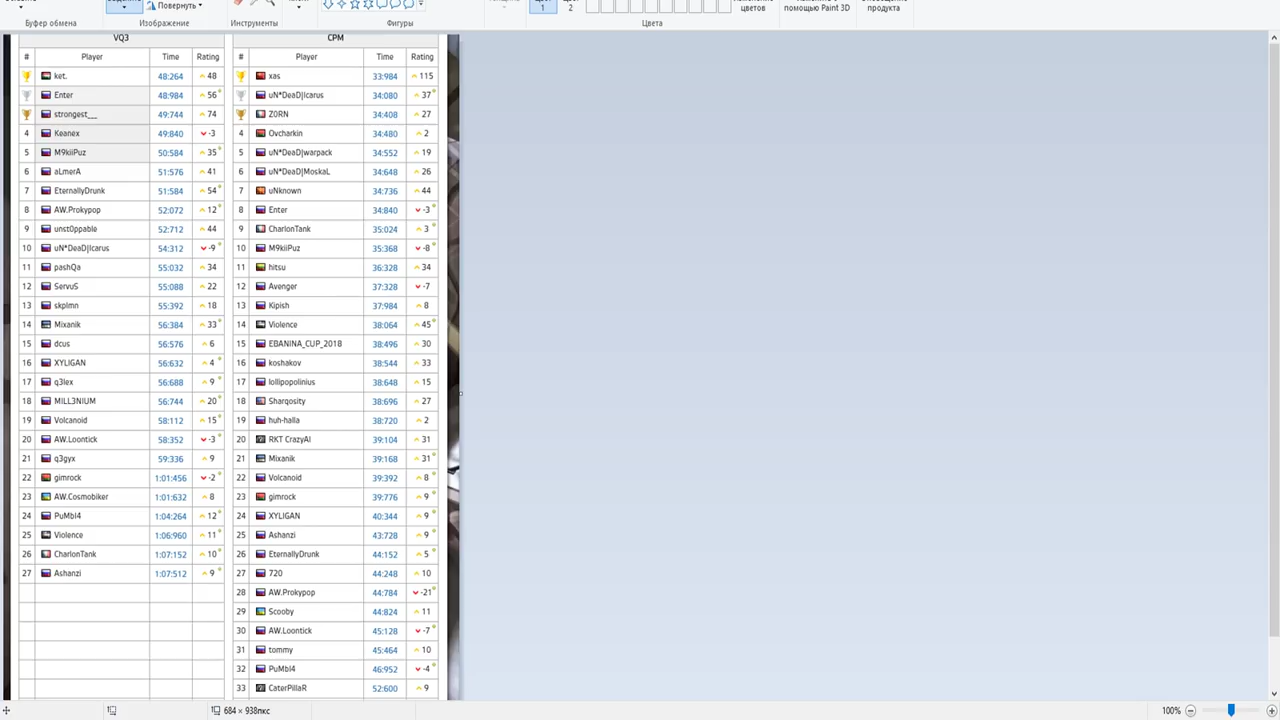 Вернуть
Изменение цветов
помощью Paint 3D
продукта
1 2
Буфер обмена Изображение Инструменты Фигуры Цвета
VQ3
# Player Time Rating
ket. 48:264 48
Enter 48:984 56
strongest___ 49:744 74
4 Keanex 49:840 -3
5 M9kiiPuz 50:584 35
6 aLmerA 51:576 41
7 EternallyDrunk 51:584 54
8 AW.Prokypop 52:072 12
9 unst0ppable 52:712 44
10 uN*DeaD|Icarus 54:312 -9
11 pashQa 55:032 34
12 ServuS 55:088 22
13 skplmn 55:392 18
14 Mixanik 56:384 33
15 dcus 56:576 6
16 XYLIGAN 56:632 4
17 q3lex 56:688 9
18 MILL3NIUM 56:744 20
19 Volcanoid 58:112 15
20 AW.Loontick 58:352 -3
21 q3gyx 59:336 9
22 gimrock 1:01:456 -2
23 AW.Cosmobiker 1:01:632 8
24 PuMbI4 1:04:264 12
25 Violence 1:06:960 11
26 CharlonTank 1:07:152 10
27 Ashanzi 1:07:512 9
CPM
# Player Time Rating
xas 33:984 115
uN*DeaD|Icarus 34:080 37
Z0RN 34:408 27
4 Ovcharkin 34:480 2
5 uN*DeaD|warpack 34:552 19
6 uN*DeaD|MoskaL 34:648 26
7 uNknown 34:736 44
8 Enter 34:840 -3
9 CharlonTank 35:024 3
10 M9kiiPuz 35:368 -8
11 hitsu 36:328 34
12 Avenger 37:328 -7
13 Kipish 37:984 8
14 Violence 38:064 45
15 EBANINA_CUP_2018 38:496 30
16 koshakov 38:544 33
17 lollipopolinius 38:648 15
18 Sharqosity 38:696 27
19 huh-halla 38:720 2
20 RKT CrazyAl 39:104 31
21 Mixanik 39:168 31
22 Volcanoid 39:392 8
23 gimrock 39:776 9
24 XYLIGAN 40:344 9
25 Ashanzi 43:728 9
26 EternallyDrunk 44:152 5
27 720 44:248 10
28 AW.Prokypop 44:784 -21
29 Scooby 44:824 11
30 AW.Loontick 45:128 -7
31 tommy 45:464 10
32 PuMbI4 46:952 -4
33 CaterPillaR 52:600 9
684 × 938пкс
100%